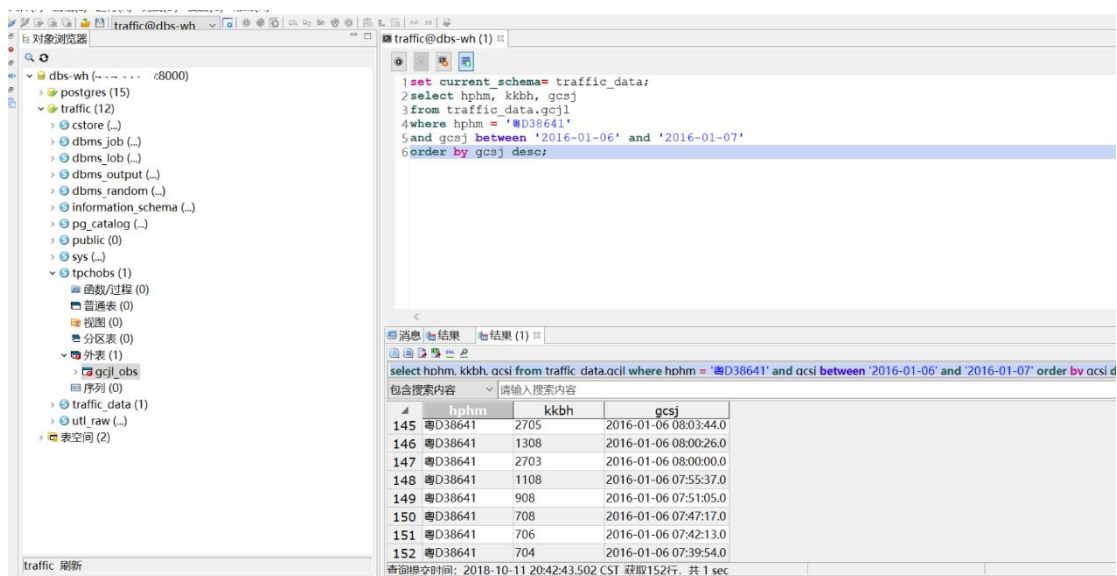 traffic@dbs-wh
对象浏览器
traffic@dbs-wh (1)
dbs-wh ( :8000)
postgres (15)
traffic (12)
cstore (...)
dbms_job (...)
dbms_lob (...)
dbms_output (...)
dbms_random (...)
information_schema (...)
pg_catalog (...)
public (0)
sys (...)
tpchobs (1)
函数/过程 (0)
普通表 (0)
视图 (0)
分区表 (0)
外表 (1)
gcjl_obs
序列 (0)
traffic_data (1)
utl_raw (...)
表空间 (2)
traffic 刷新
1 set current_schema= traffic_data;
2 select hphm, kkbh, gcsj
3 from traffic_data.gcjl
4 where hphm = '粤D38641'
5 and gcsj between '2016-01-06' and '2016-01-07'
6 order by gcsj desc;
消息 结果 结果 (1)
select hphm, kkbh, gcsj from traffic_data.gcjl where hphm = '粤D38641' and gcsj between '2016-01-06' and '2016-01-07' order by gcsj d
包含搜索内容 请输入搜索内容
hphm kkbh gcsj
145 粤D38641 2705 2016-01-06 08:03:44.0
146 粤D38641 1308 2016-01-06 08:00:26.0
147 粤D38641 2703 2016-01-06 08:00:00.0
148 粤D38641 1108 2016-01-06 07:55:37.0
149 粤D38641 908 2016-01-06 07:51:05.0
150 粤D38641 708 2016-01-06 07:47:17.0
151 粤D38641 706 2016-01-06 07:42:13.0
152 粤D38641 704 2016-01-06 07:39:54.0
查询提交时间: 2018-10-11 20:42:43.502 CST 获取152行, 共 1 sec